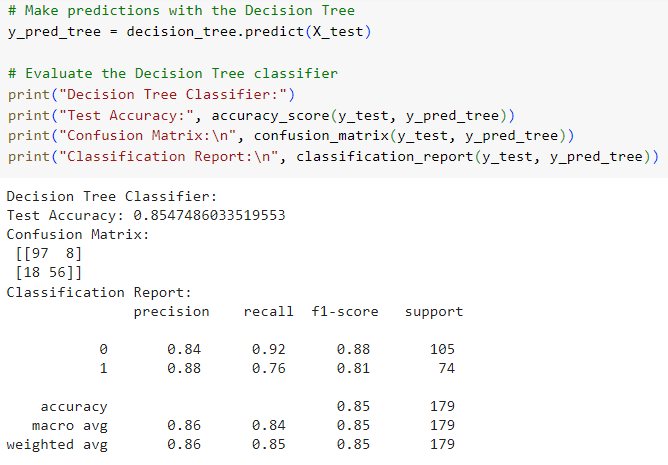 # Make predictions with the Decision Tree
y_pred_tree = decision_tree.predict(X_test)
# Evaluate the Decision Tree classifier
print("Decision Tree Classifier:")
print("Test Accuracy:", accuracy_score(y_test, y_pred_tree))
print("Confusion Matrix:\n", confusion_matrix(y_test, y_pred_tree))
print("Classification Report:\n", classification_report(y_test, y_pred_tree))
Decision Tree Classifier:
Test Accuracy: 0.8547486033519553
Confusion Matrix:
[[97  8]
[18 56]]
Classification Report:
precision    recall  f1-score   support
0       0.84      0.92      0.88       105
1       0.88      0.76      0.81        74
accuracy                           0.85       179
macro avg       0.86      0.84      0.85       179
weighted avg       0.86      0.85      0.85       179